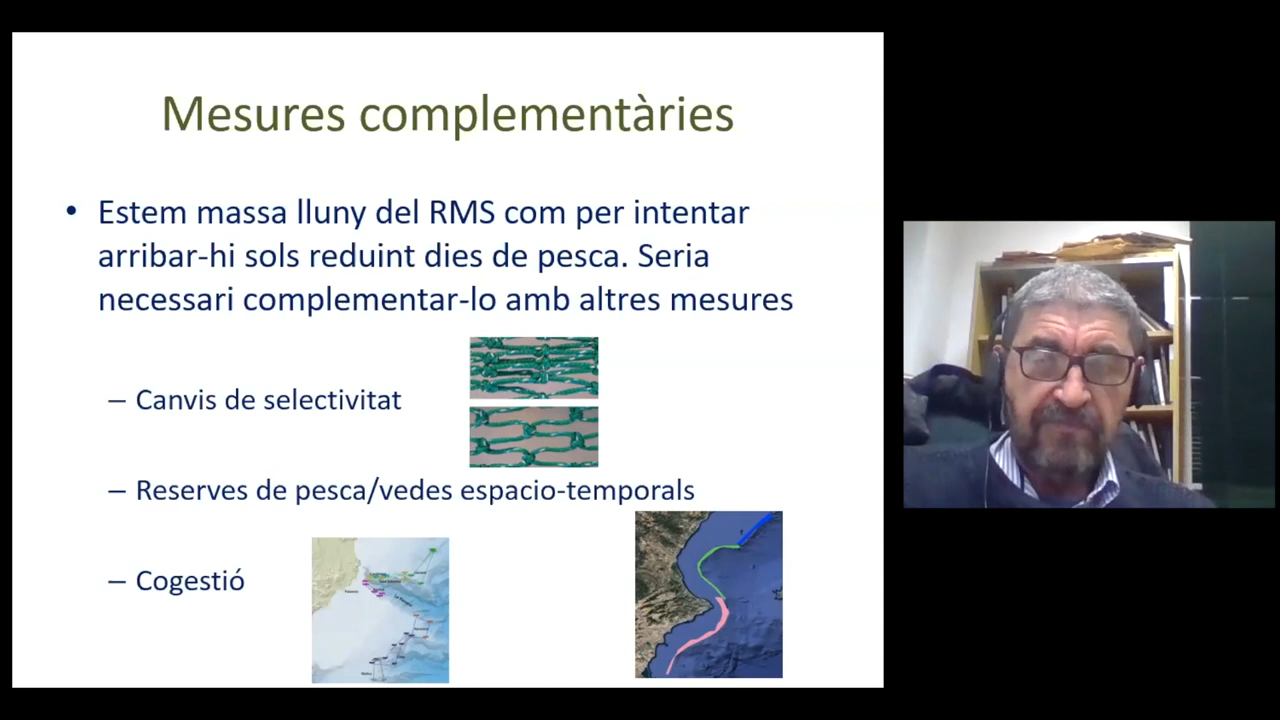 Mesures complementàries
• Estem massa lluny del RMS com per intentar
arribar-hi sols reduint dies de pesca. Seria
necessari complementar-lo amb altres mesures
– Canvis de selectivitat
– Reserves de pesca/vedes espacio-temporals
– Cogestió